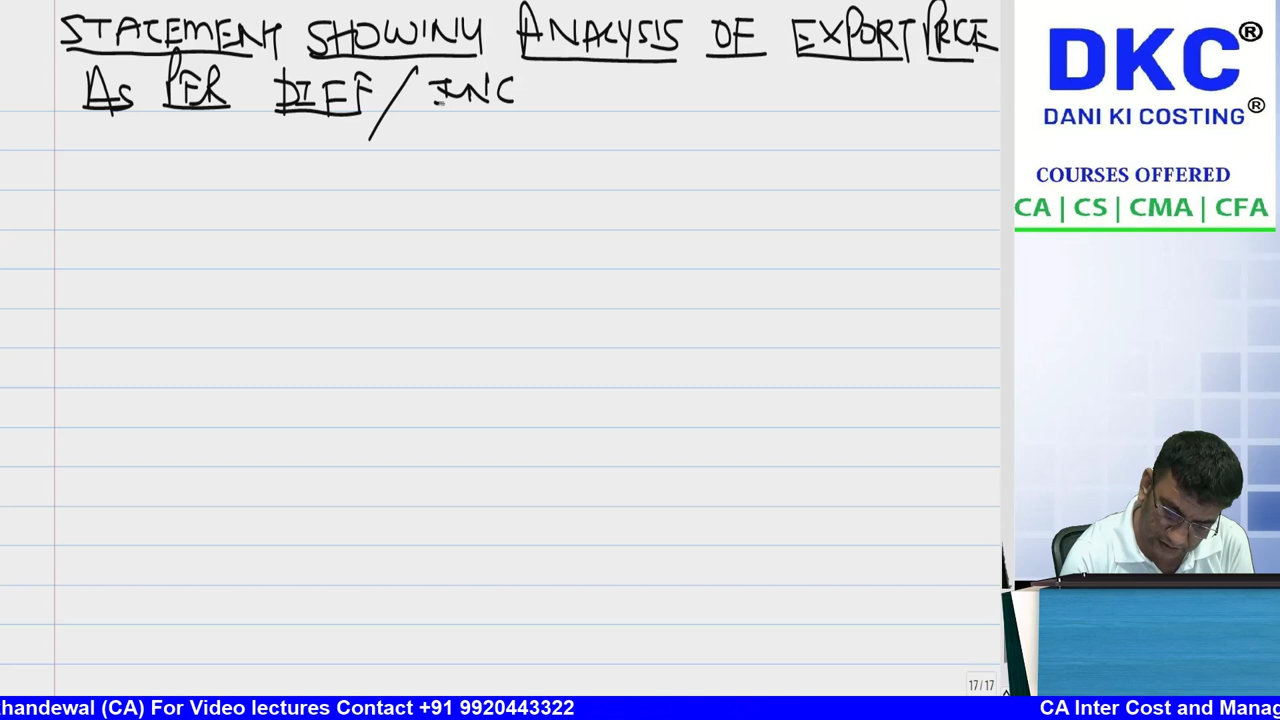 STATEMENT SHOWING ANALYSIS OF EXPORT PRICE
AS PER DIFF/INC
DKC®
DANI KI COSTING®
COURSES OFFERED
CA | CS | CMA | CFA
17/17
handewal (CA) For Video lectures Contact +91 9920443322
CA Inter Cost and Manag